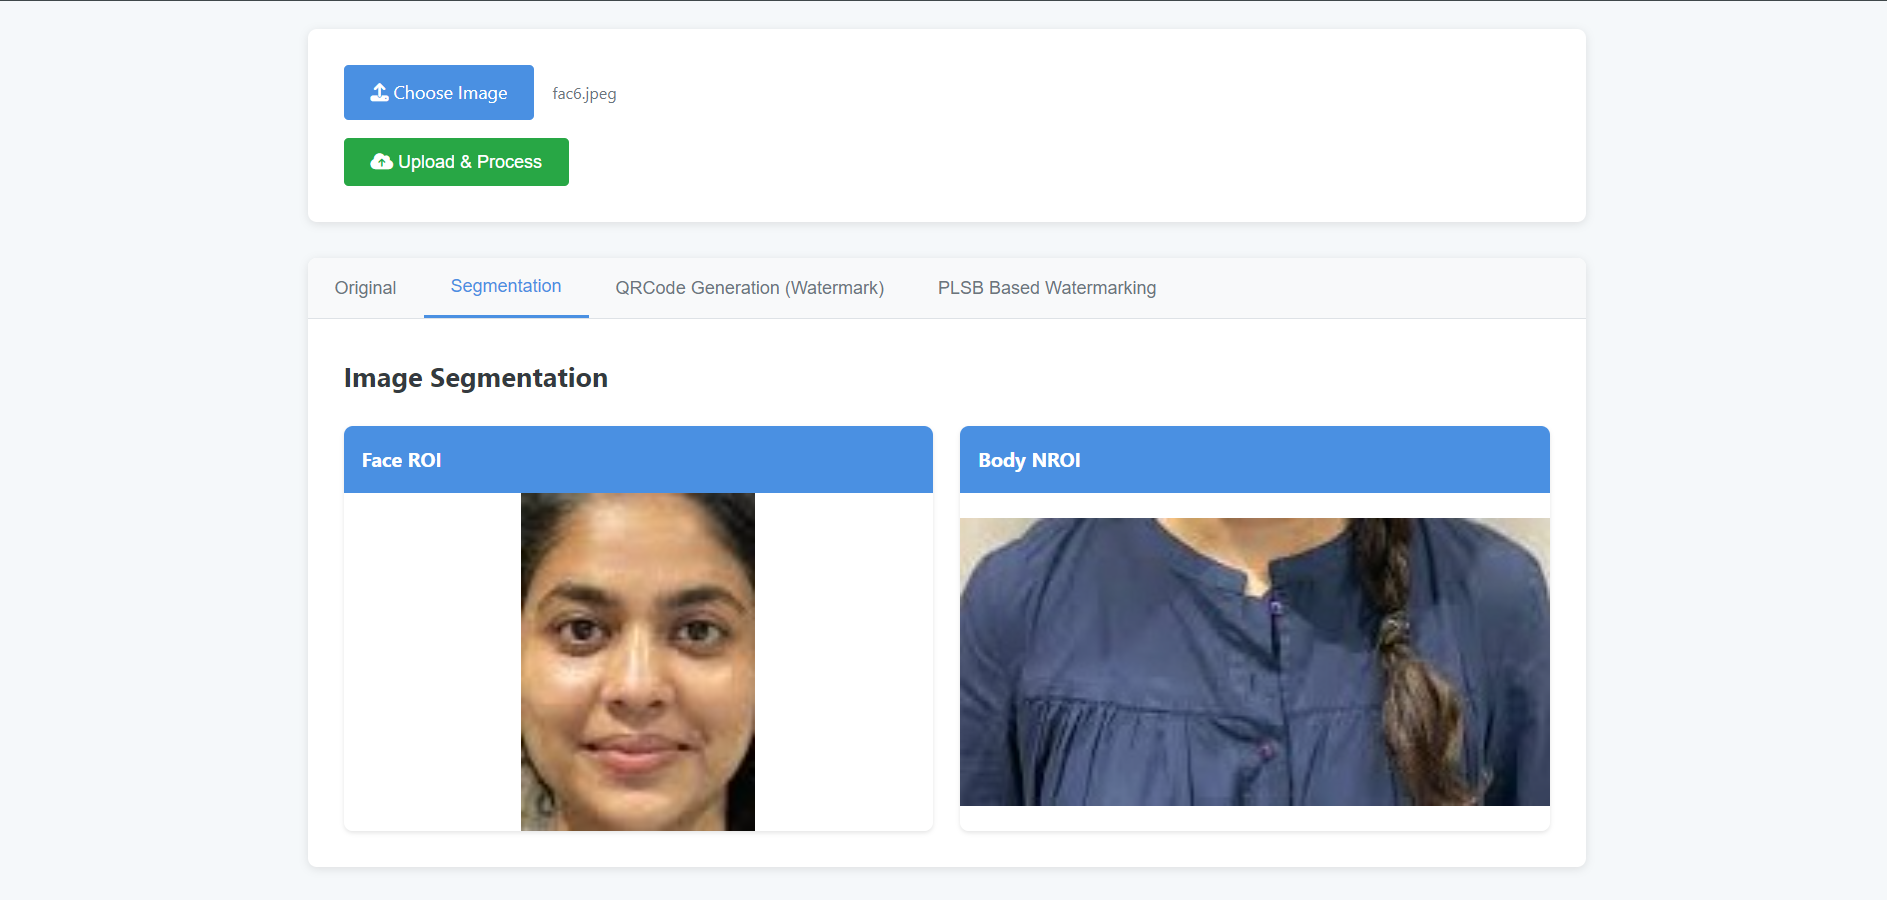 Choose Image fac6.jpeg
Upload & Process
Original Segmentation QRCode Generation (Watermark) PLSB Based Watermarking
Image Segmentation
Face ROI
Body NROI